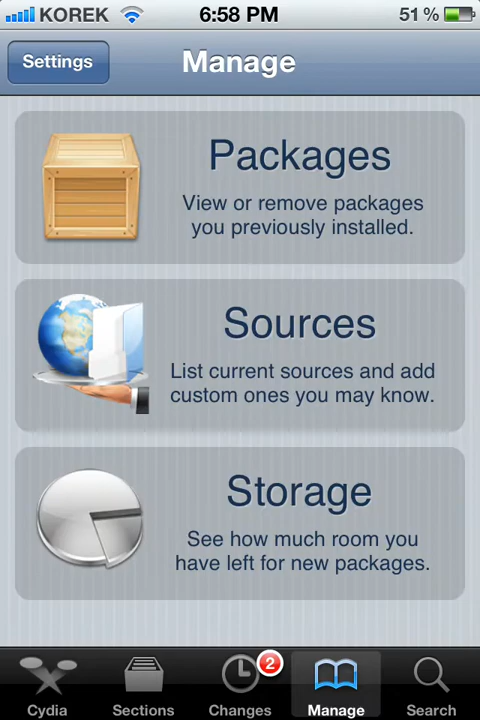 KOREK 6:58 PM 51%
Settings Manage
Packages
View or remove packages
you previously installed.
Sources
List current sources and add
custom ones you may know.
Storage
See how much room you
have left for new packages.
2
Cydia Sections Changes Manage Search